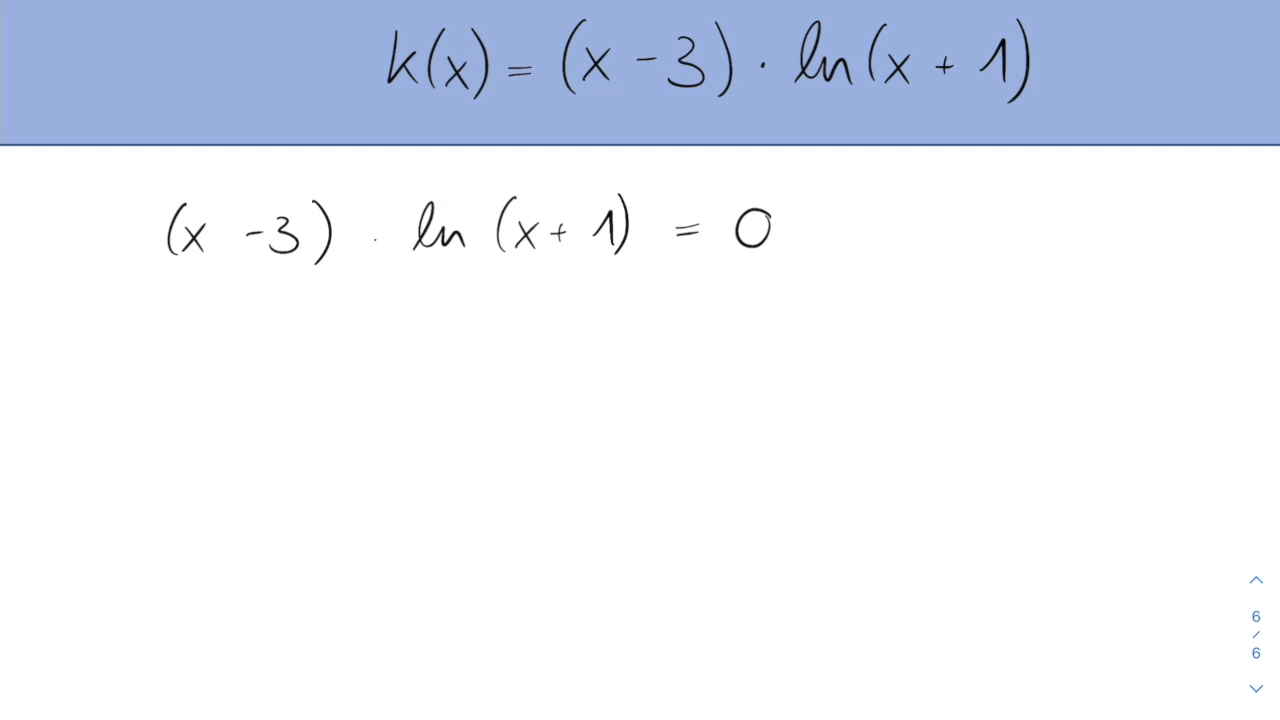 k(x) = (x - 3) · ln(x + 1)
(x - 3) · ln (x + 1) = 0
6
/
6